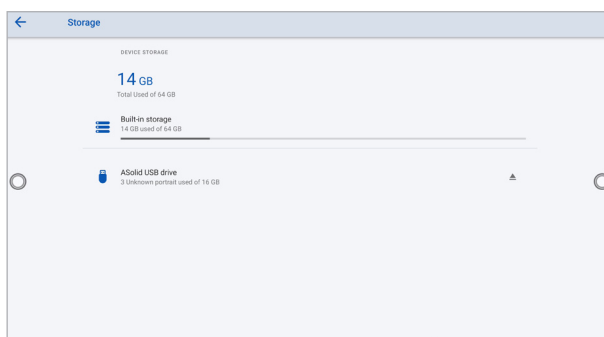 Storage
DEVICE STORAGE
14 GB
Total Used of 64 GB
Built-in storage
14 GB used of 64 GB
ASolid USB drive
3 Unknown portrait used of 16 GB